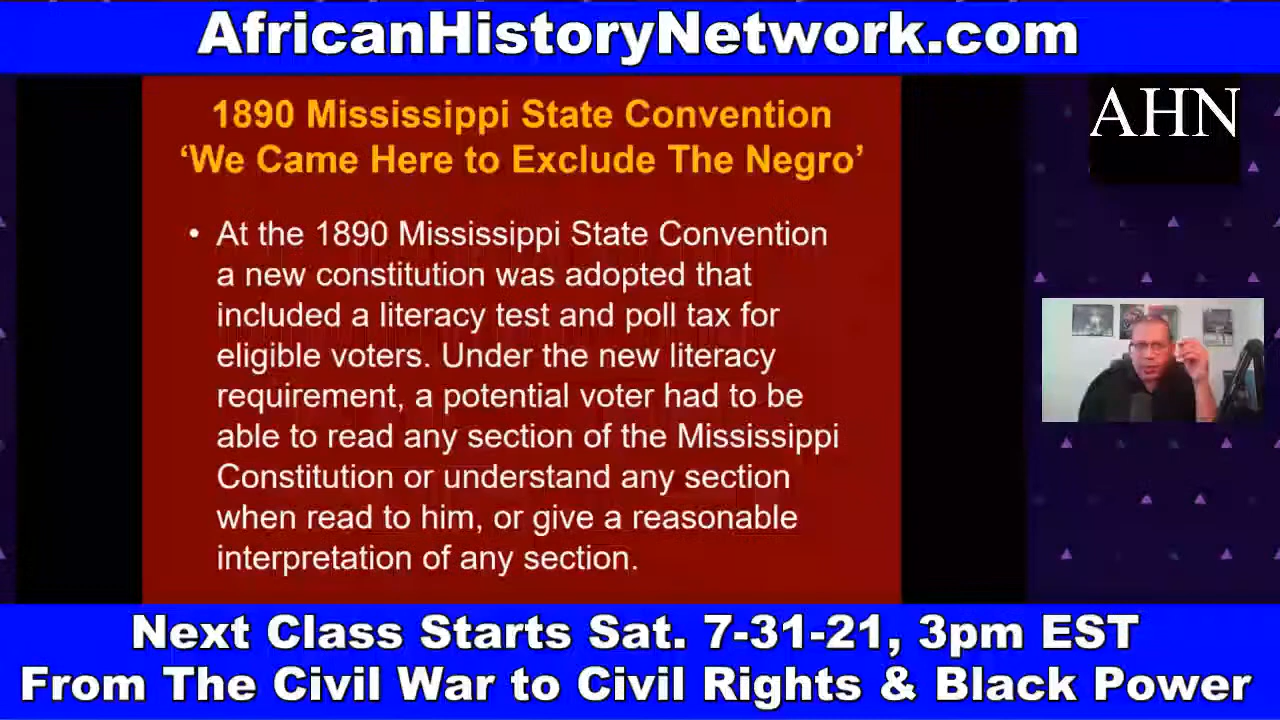 AfricanHistoryNetwork.com
AHN
1890 Mississippi State Convention
‘We Came Here to Exclude The Negro’
• At the 1890 Mississippi State Convention
a new constitution was adopted that
included a literacy test and poll tax for
eligible voters. Under the new literacy
requirement, a potential voter had to be
able to read any section of the Mississippi
Constitution or understand any section
when read to him, or give a reasonable
interpretation of any section.
Next Class Starts Sat. 7-31-21, 3pm EST
From The Civil War to Civil Rights & Black Power